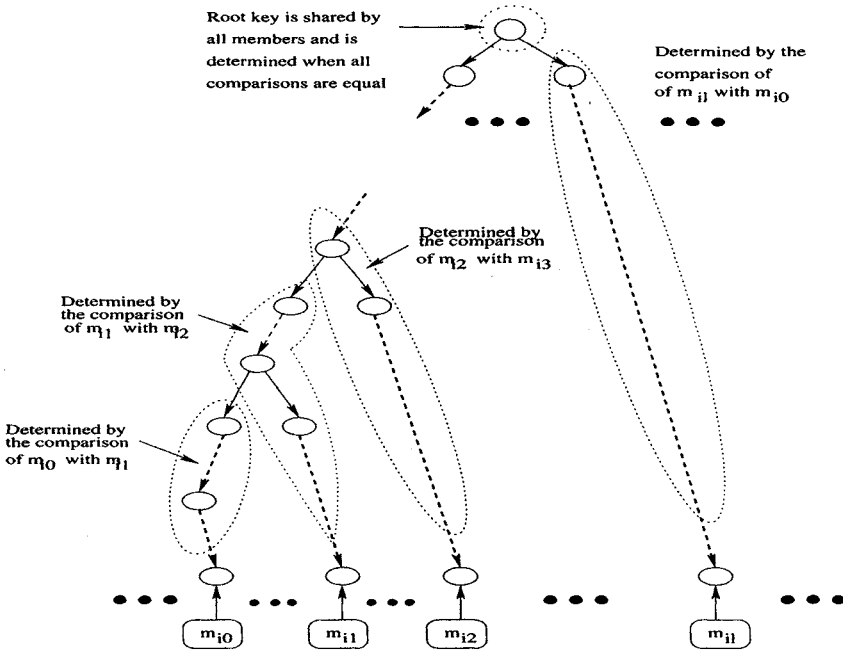 Root key is shared by
all members and is
determined when all
comparisons are equal
Determined by the
comparison of
of m il with m i0
Determined by
the comparison
of m i2 with m i3
Determined by
the comparison
of m i1 with m i2
Determined by
the comparison
of m i0 with m i1
m i0
m i1
m i2
m il